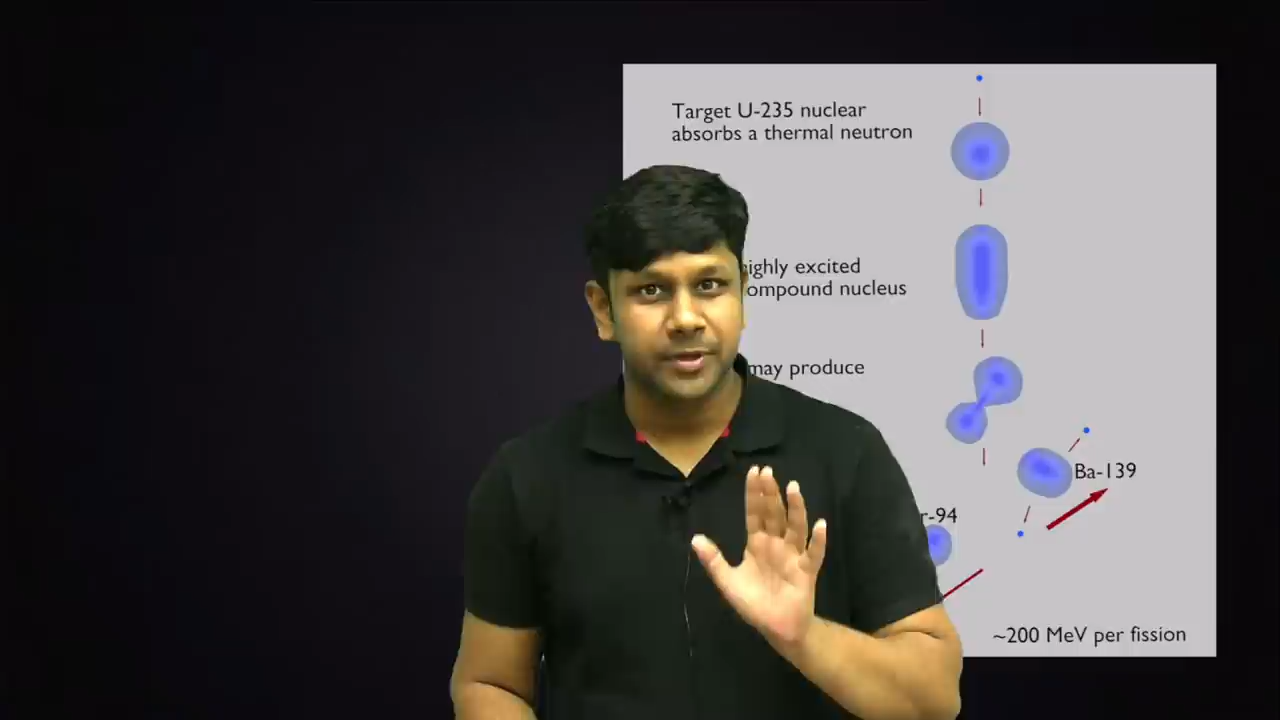 Target U-235 nuclear
absorbs a thermal neutron
ighly excited
ompound nucleus
may produce
Ba-139
r-94
~200 MeV per fission